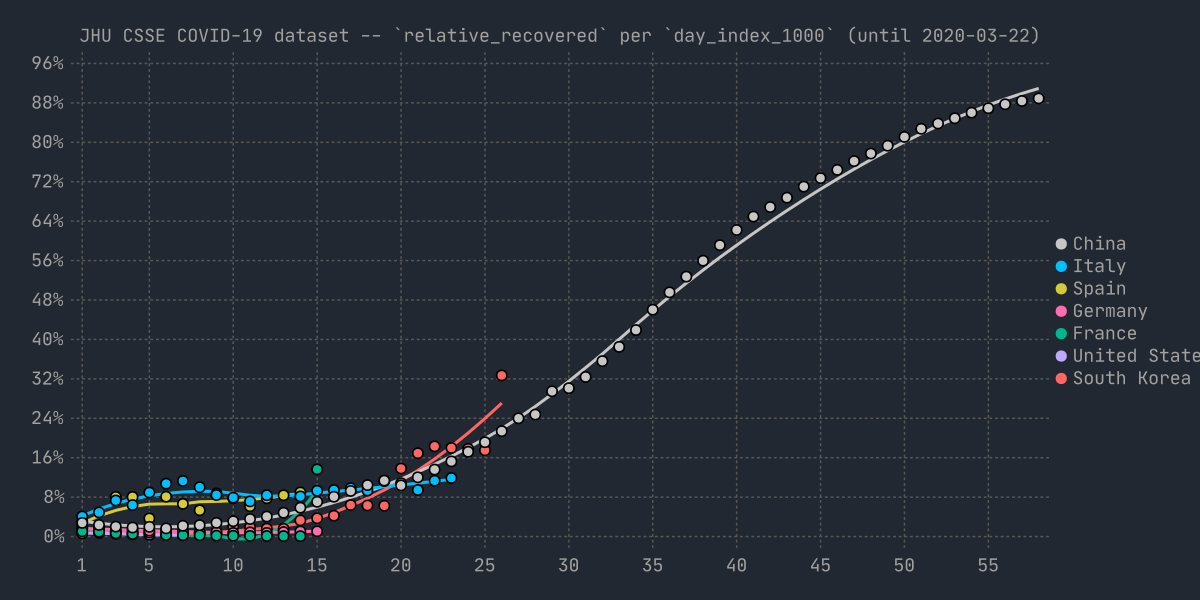 JHU CSSE COVID-19 dataset -- `relative_recovered` per `day_index_1000` (until 2020-03-22)
96%
88%
80%
72%
64%
56%
48%
40%
32%
24%
16%
8%
0%
1 5 10 15 20 25 30 35 40 45 50 55
China
Italy
Spain
Germany
France
United State
South Korea